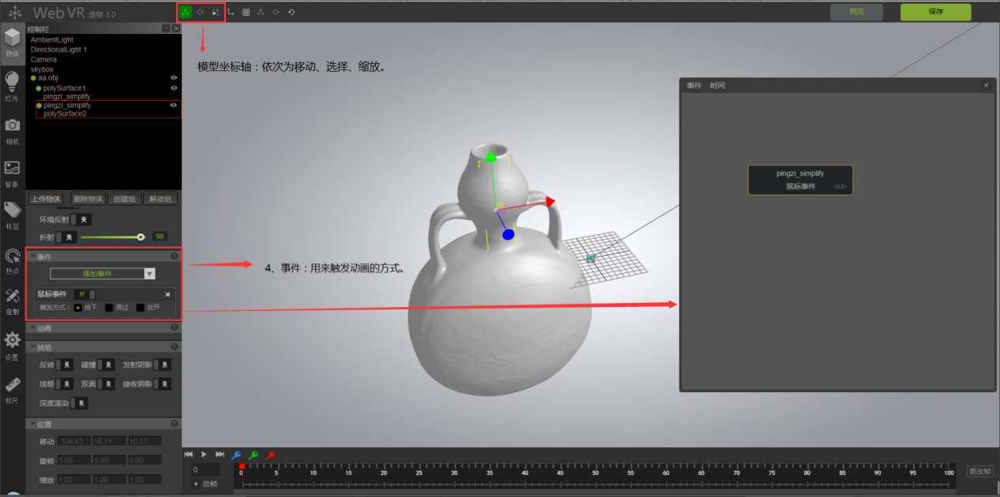 Web VR 造物 3.0
预览
保存
控制栏
AmbientLight
DirectionalLight 1
Camera
skybox
aa.obj
polySurface1
pingzi_simplify
pingzi_simplify
polySurface2
物体
灯光
相机
背景
标签
热点
定制
设置
标尺
模型坐标轴：依次为移动、选择、缩放。
事件 时间
pingzi_simplify
鼠标事件 out
上传物体 删除物体 创建组 解放组
环境反射 关
折射 关 98
事件
添加事件
鼠标事件 开
触发方式： 按下 滑过 放开
4、事件：用来触发动画的方式。
动画
其他
反转 关 碰撞 关 发射阴影 关
线框 关 双面 关 接收阴影 关
深度渲染 关
位置
移动 -106.63 86.71 10.57
旋转 0.00 0.00 0.00
缩放 1.00 1.00 1.00
0
+ 总帧
0 5 10 15 20 25 30 35 40 45 50 55 60 65 70 75 80 85 90 95 100
更改帧